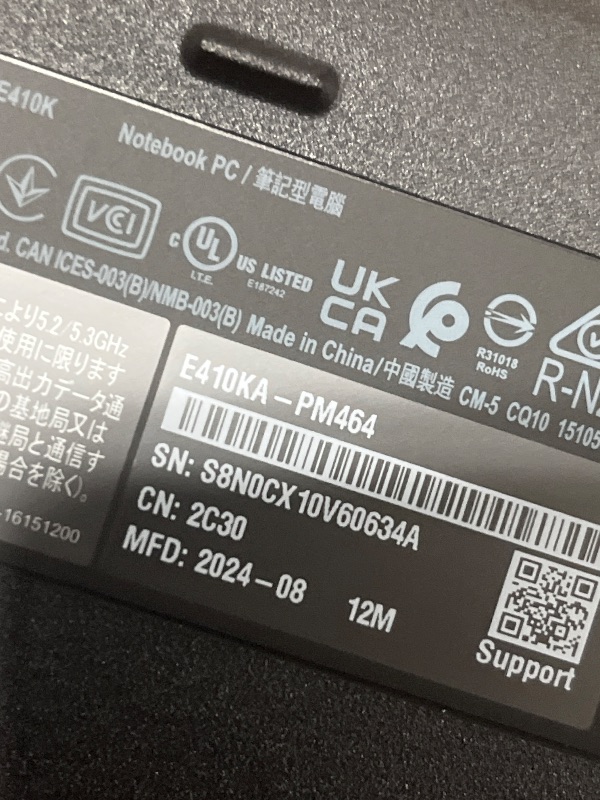 E410K
Notebook PC / 筆記型電腦
VCI
c UL US LISTED
I.T.E. E187242
UK
CA
R31018
RoHS
R-NZ
d. CAN ICES-003(B)/NMB-003(B) Made in China/中國製造 CM-5 CQ10 15105
より5.2/5.3GHz
使用に限ります
高出力データ通
の基地局又は
継局と通信す
場合を除く)。
-16151200
E410KA-PM464
SN: S8N0CX10V60634A
CN: 2C30
MFD: 2024-08 12M
Support